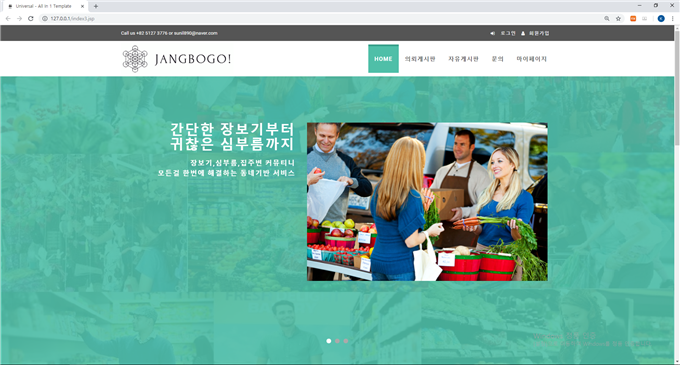 Universal - All in 1 Template
127.0.0.1/index3.jsp
Call us +82 5127 3776 or sunil890@naver.com
로그인 회원가입
JANGBOGO!
HOME 의뢰게시판 자유게시판 문의 마이페이지
간단한 장보기부터
귀찮은 심부름까지
장보기,심부름,집주변 커뮤티니
모든걸 한번에 해결하는 동네기반 서비스